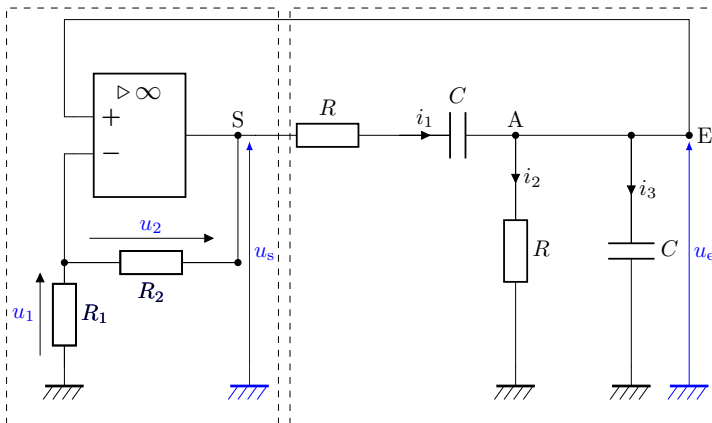 ▷∞
+
−
S
R
i₁
C
A
E
i₂
i₃
R
C
u₂
R₂
u₁
R₁
uₛ
uₑ